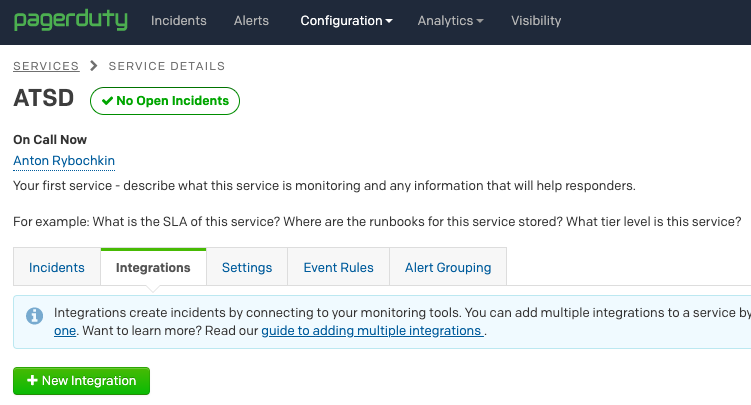 pagerduty Incidents Alerts Configuration Analytics Visibility
SERVICES > SERVICE DETAILS
ATSD No Open Incidents
On Call Now
Anton Rybochkin
Your first service - describe what this service is monitoring and any information that will help responders.
For example: What is the SLA of this service? Where are the runbooks for this service stored? What tier level is this service?
Incidents Integrations Settings Event Rules Alert Grouping
Integrations create incidents by connecting to your monitoring tools. You can add multiple integrations to a service by
one. Want to learn more? Read our guide to adding multiple integrations .
+ New Integration